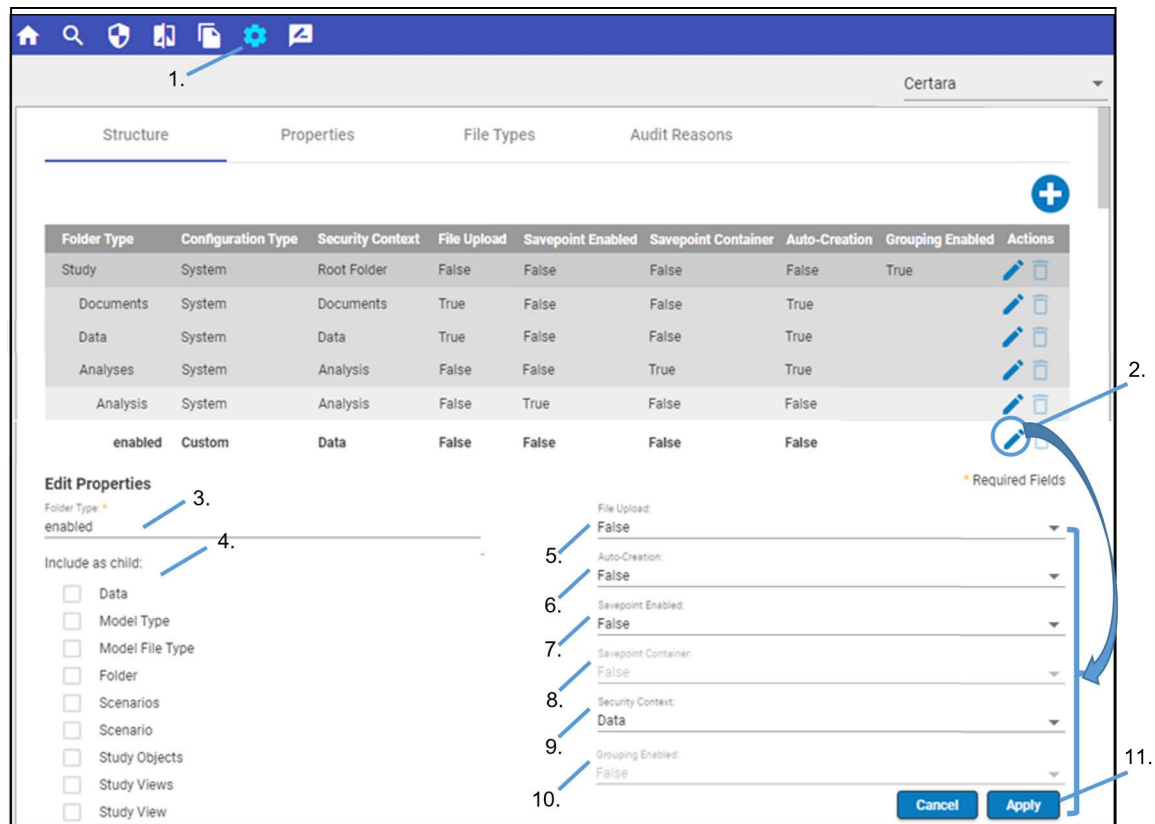 1.
Certara
Structure Properties File Types Audit Reasons
Folder Type Configuration Type Security Context File Upload Savepoint Enabled Savepoint Container Auto-Creation Grouping Enabled Actions
Study System Root Folder False False False False True
Documents System Documents True False False True
Data System Data True False False True
Analyses System Analysis False False True True
2.
Analysis System Analysis False True False False
enabled Custom Data False False False False
Edit Properties * Required Fields
Folder Type: *
enabled
3.
4.
Include as child:
Data
Model Type
Model File Type
Folder
Scenarios
Scenario
Study Objects
Study Views
Study View
File Upload:
False
5.
Auto-Creation:
False
6.
Savepoint Enabled:
False
7.
Savepoint Container:
False
8.
Security Context:
Data
9.
Grouping Enabled:
False
10.
11.
Cancel Apply